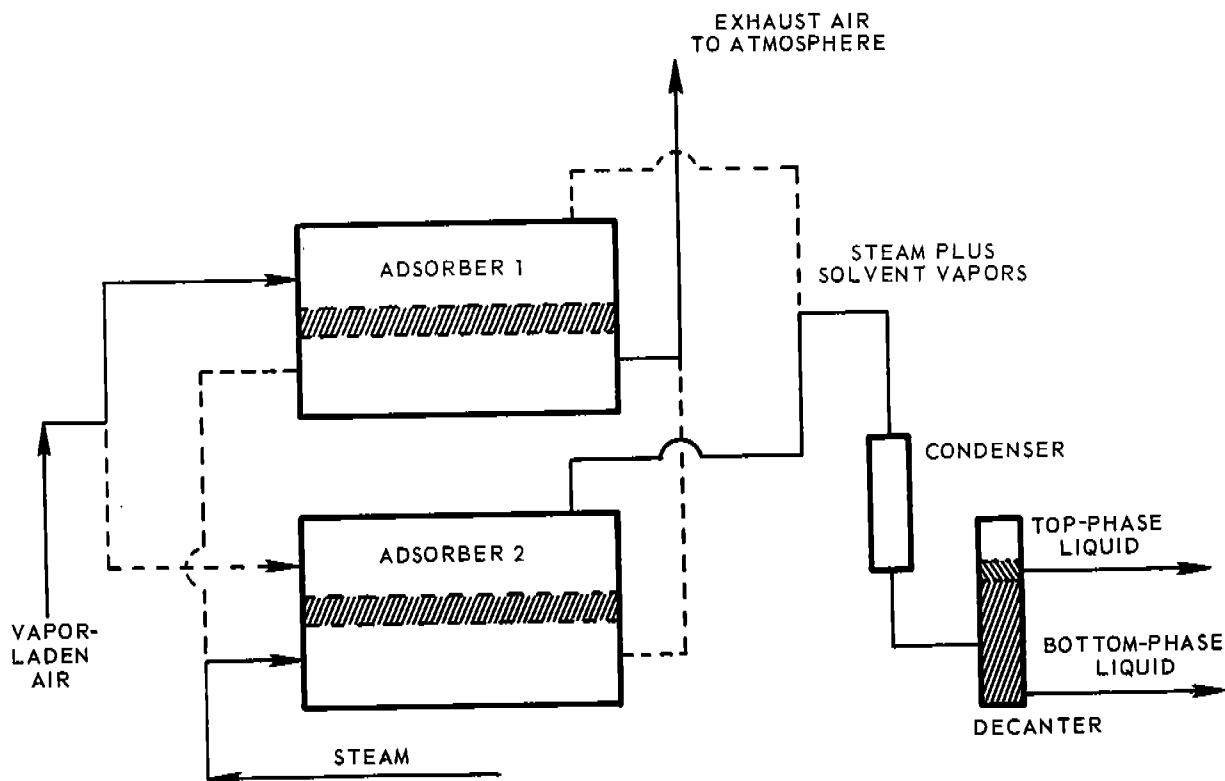 EXHAUST AIR
TO ATMOSPHERE
ADSORBER 1
STEAM PLUS
SOLVENT VAPORS
CONDENSER
ADSORBER 2
TOP-PHASE
LIQUID
VAPOR-
LADEN
AIR
BOTTOM-PHASE
LIQUID
DECANTER
STEAM